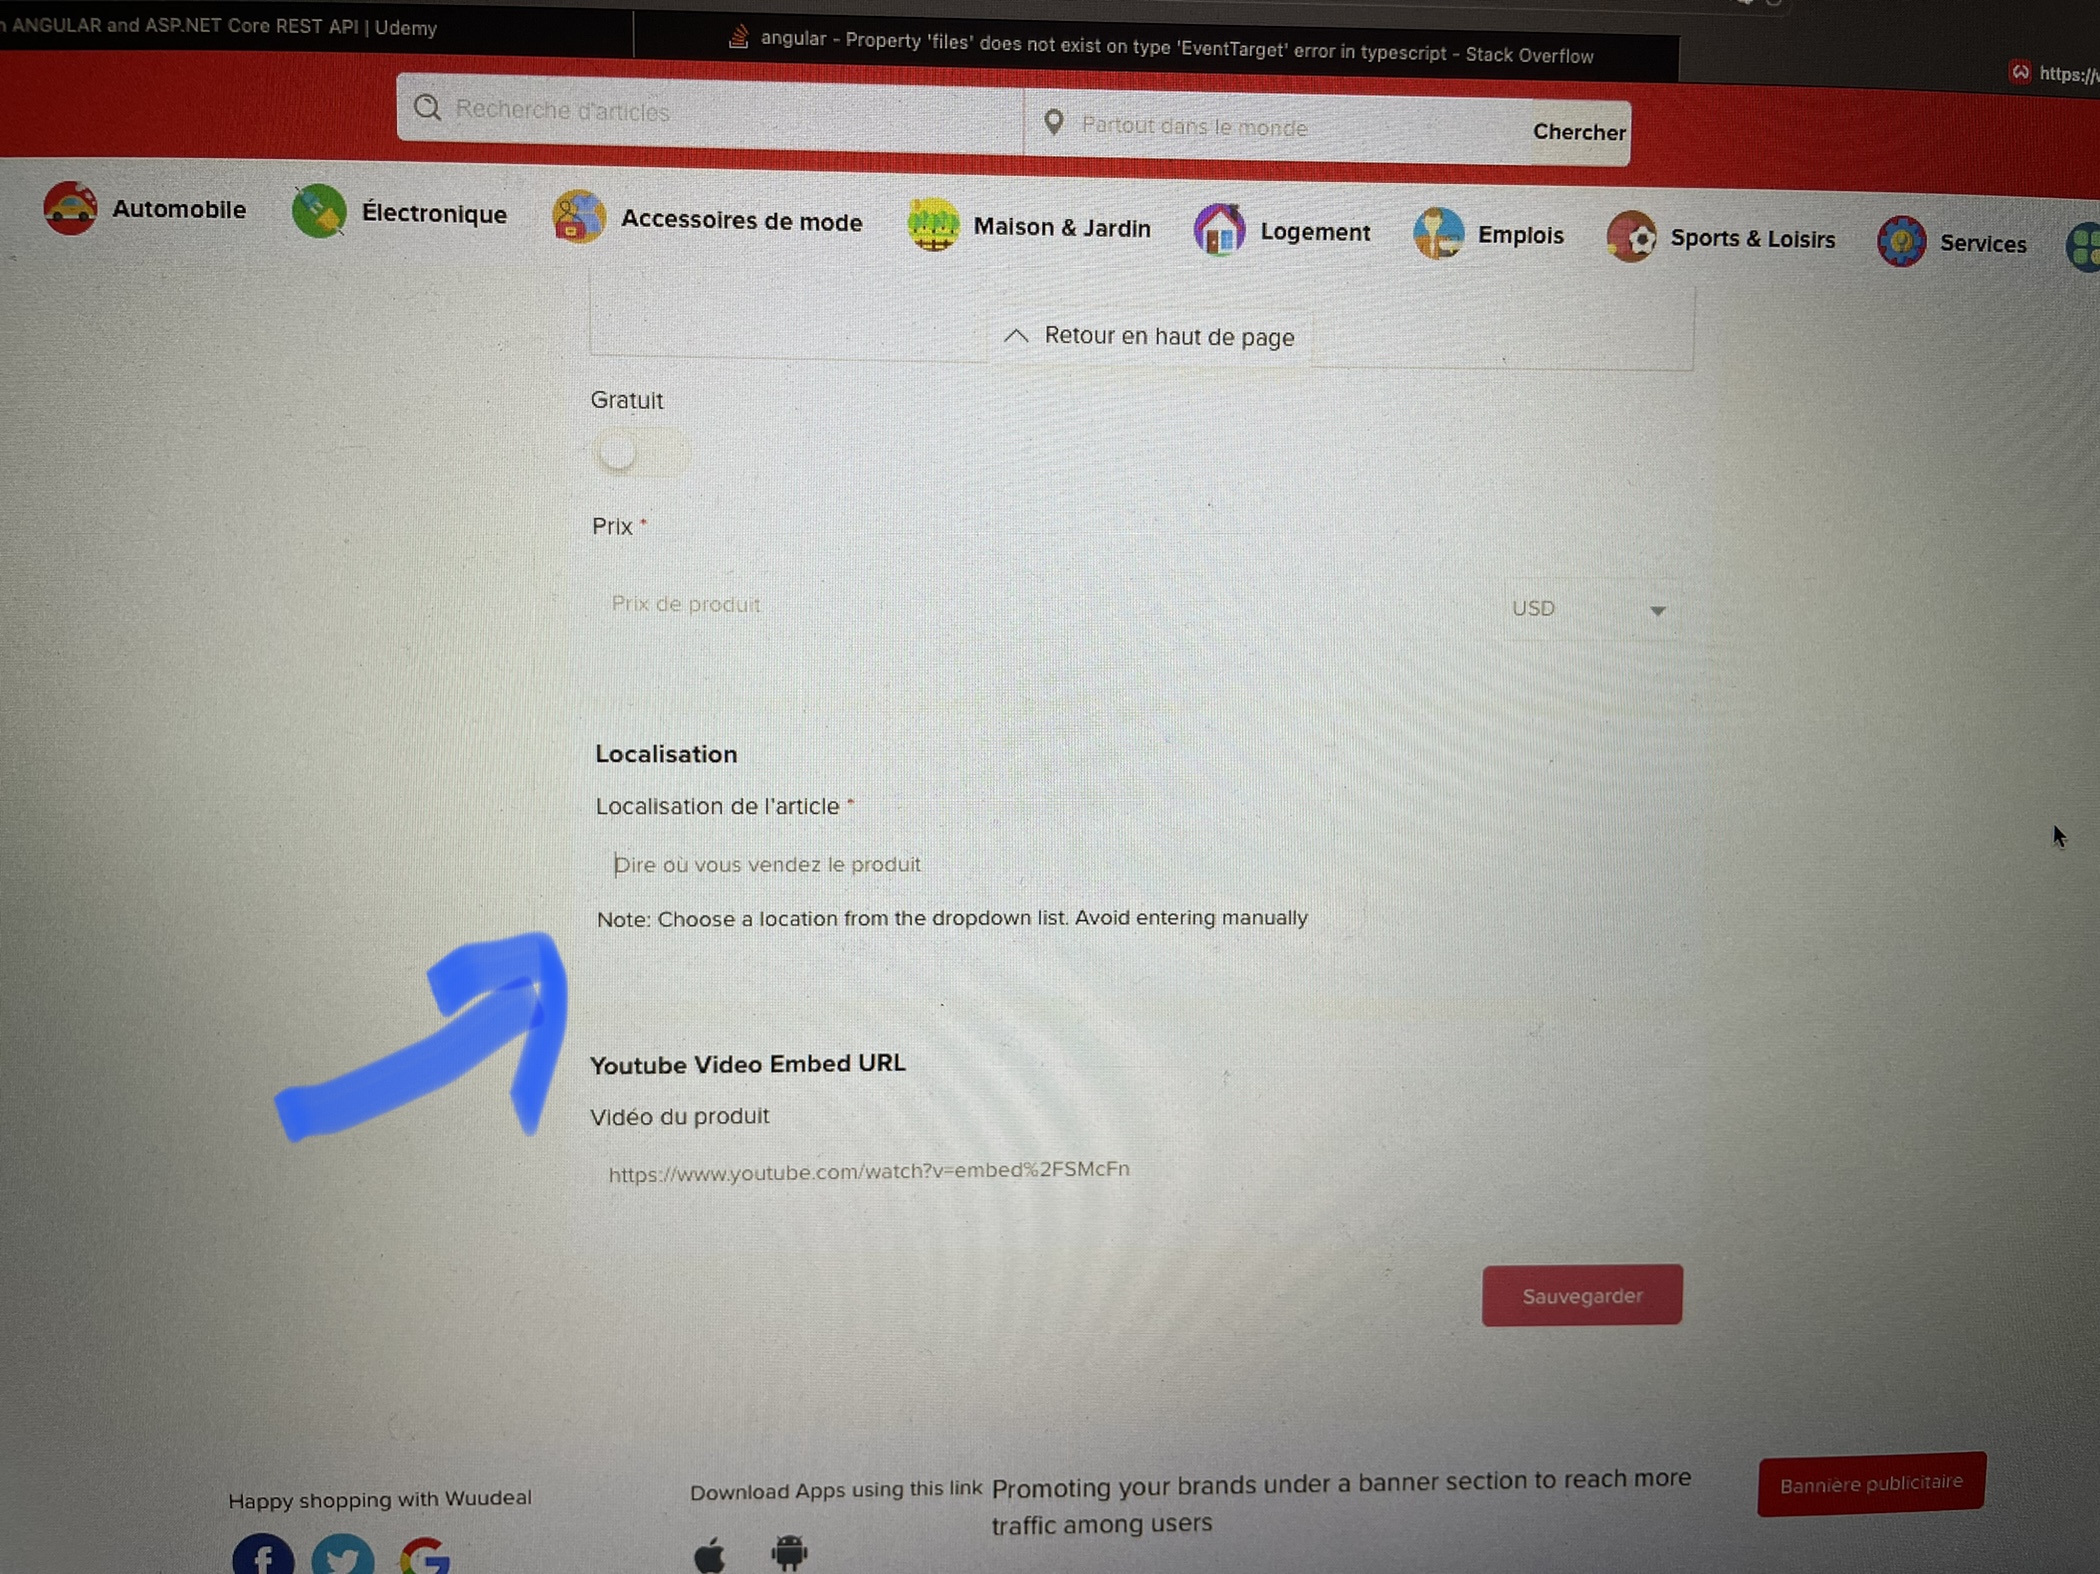 ANGULAR and ASP.NET Core REST API | Udemy
angular - Property 'files' does not exist on type 'EventTarget' error in typescript - Stack Overflow
https://
Recherche d'articles
Partout dans le monde
Chercher
Automobile
Électronique
Accessoires de mode
Maison & Jardin
Logement
Emplois
Sports & Loisirs
Services
Retour en haut de page
Gratuit
Prix *
Prix de produit
USD
Localisation
Localisation de l'article *
Dire où vous vendez le produit
Note: Choose a location from the dropdown list. Avoid entering manually
Youtube Video Embed URL
Vidéo du produit
https://www.youtube.com/watch?v=embed%2FSMcFn
Sauvegarder
Happy shopping with Wuudeal
Download Apps using this link
Promoting your brands under a banner section to reach more
traffic among users
Bannière publicitaire